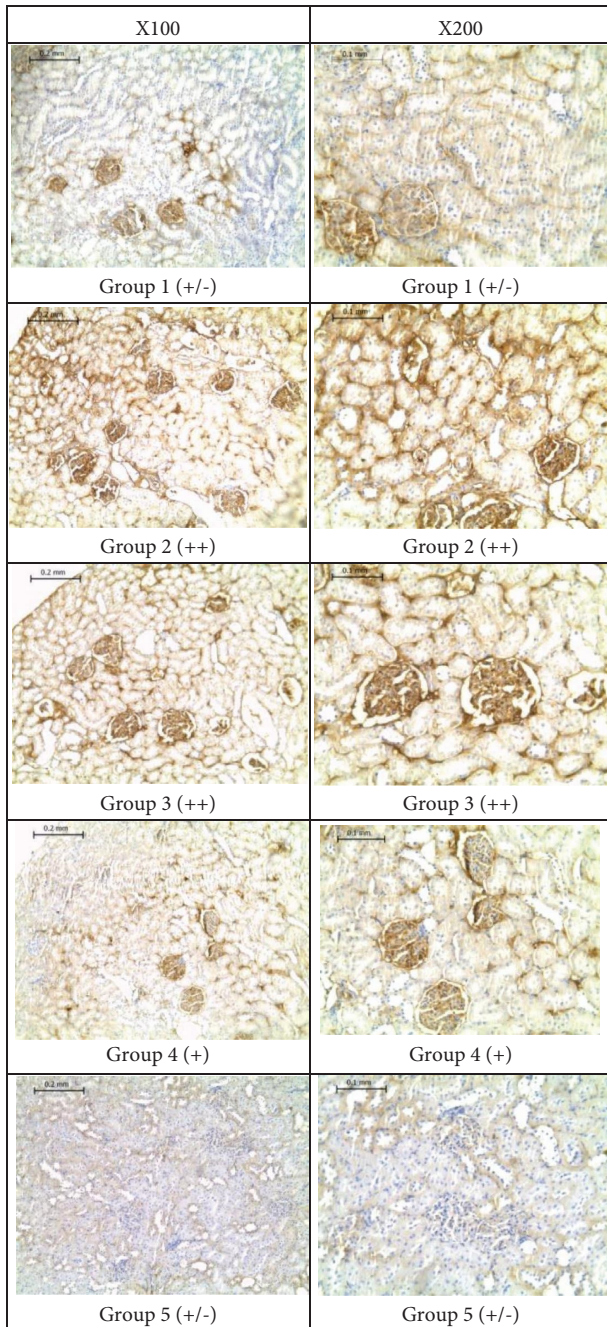 X100 X200
0.2 mm 0.1 mm
Group 1 (+/-) Group 1 (+/-)
0.2 mm 0.1 mm
Group 2 (++) Group 2 (++)
0.2 mm 0.1 mm
Group 3 (++) Group 3 (++)
0.2 mm 0.1 mm
Group 4 (+) Group 4 (+)
0.2 mm 0.1 mm
Group 5 (+/-) Group 5 (+/-)